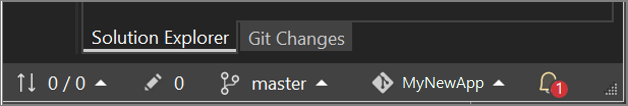 Solution Explorer Git Changes
0 / 0 0 master MyNewApp 1